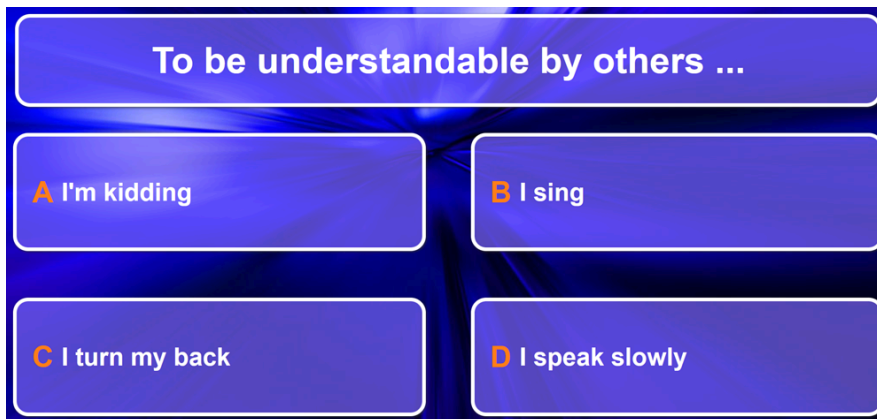 To be understandable by others ...
A I'm kidding
B I sing
C I turn my back
D I speak slowly